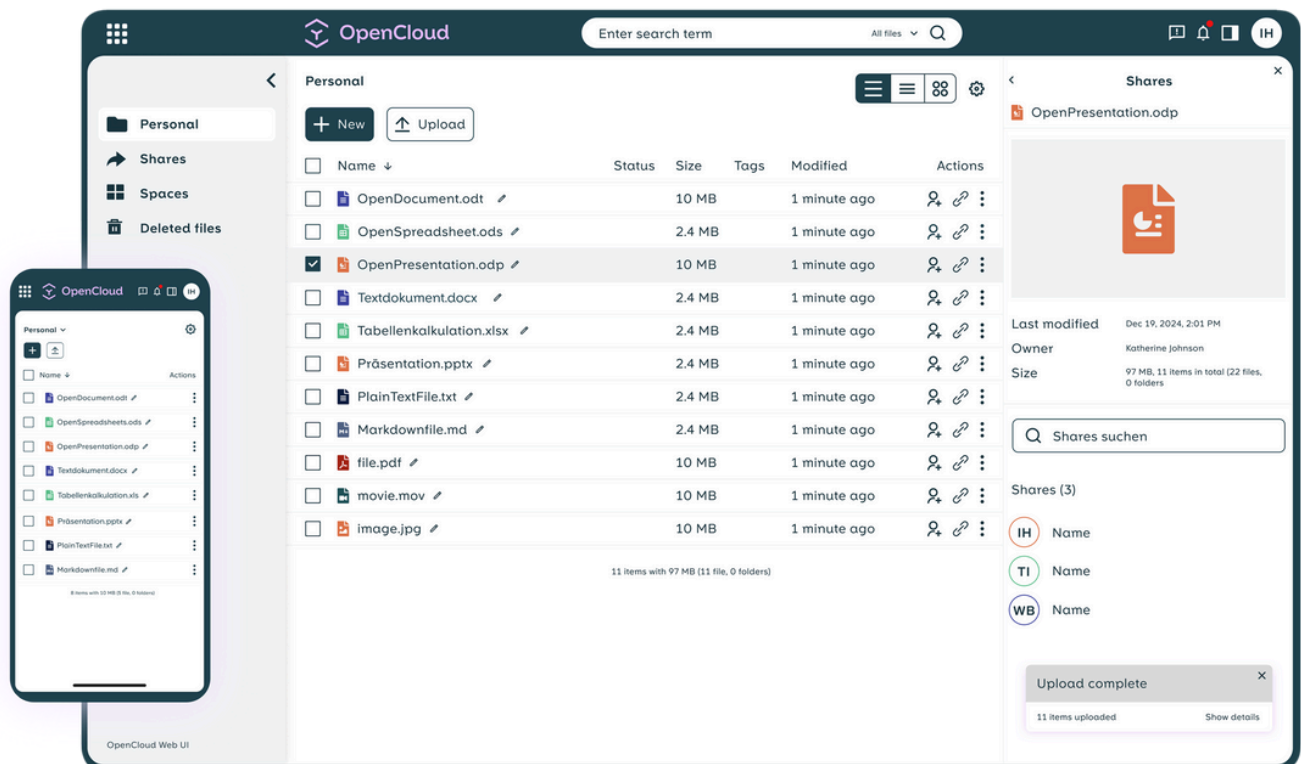 OpenCloud
Enter search term
All files
IH
Personal
Shares
Spaces
Deleted files
OpenCloud Web UI
Personal
New
Upload
Name Status Size Tags Modified Actions
OpenDocument.odt 10 MB 1 minute ago
OpenSpreadsheet.ods 2.4 MB 1 minute ago
OpenPresentation.odp 10 MB 1 minute ago
Textdokument.docx 2.4 MB 1 minute ago
Tabellenkalkulation.xlsx 2.4 MB 1 minute ago
Präsentation.pptx 2.4 MB 1 minute ago
PlainTextFile.txt 2.4 MB 1 minute ago
Markdownfile.md 2.4 MB 1 minute ago
file.pdf 10 MB 1 minute ago
movie.mov 10 MB 1 minute ago
image.jpg 10 MB 1 minute ago
11 items with 97 MB (11 file, 0 folders)
Shares
OpenPresentation.odp
Last modified Dec 19, 2024, 2:01 PM
Owner Katherine Johnson
Size 97 MB, 11 items in total (22 files,
0 folders
Shares suchen
Shares (3)
IH Name
TI Name
WB Name
Upload complete
11 items uploaded Show details
OpenCloud
IH
Personal
Name Actions
OpenDocument.odt
OpenSpreadsheets.ods
OpenPresentation.odp
Textdokument.docx
Tabellenkalkulation.xls
Präsentation.pptx
PlainTextFile.txt
Markdownfile.md
8 items with 10 MB (5 file, 0 folders)